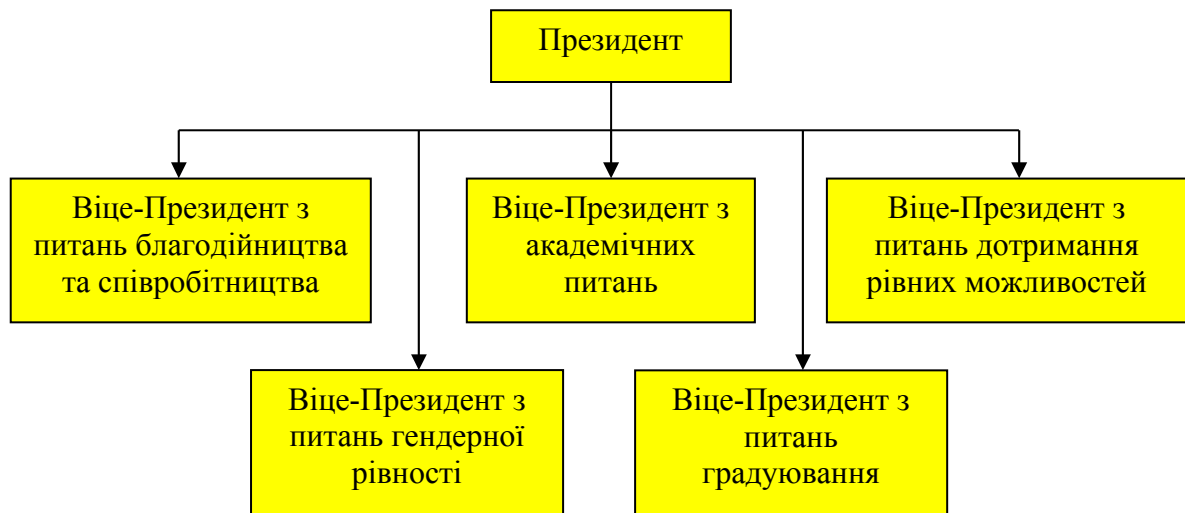 Президент
Віце-Президент з
питань благодійництва
та співробітництва
Віце-Президент з
академічних
питань
Віце-Президент з
питань дотримання
рівних можливостей
Віце-Президент з
питань гендерної
рівності
Віце-Президент з
питань
градуювання